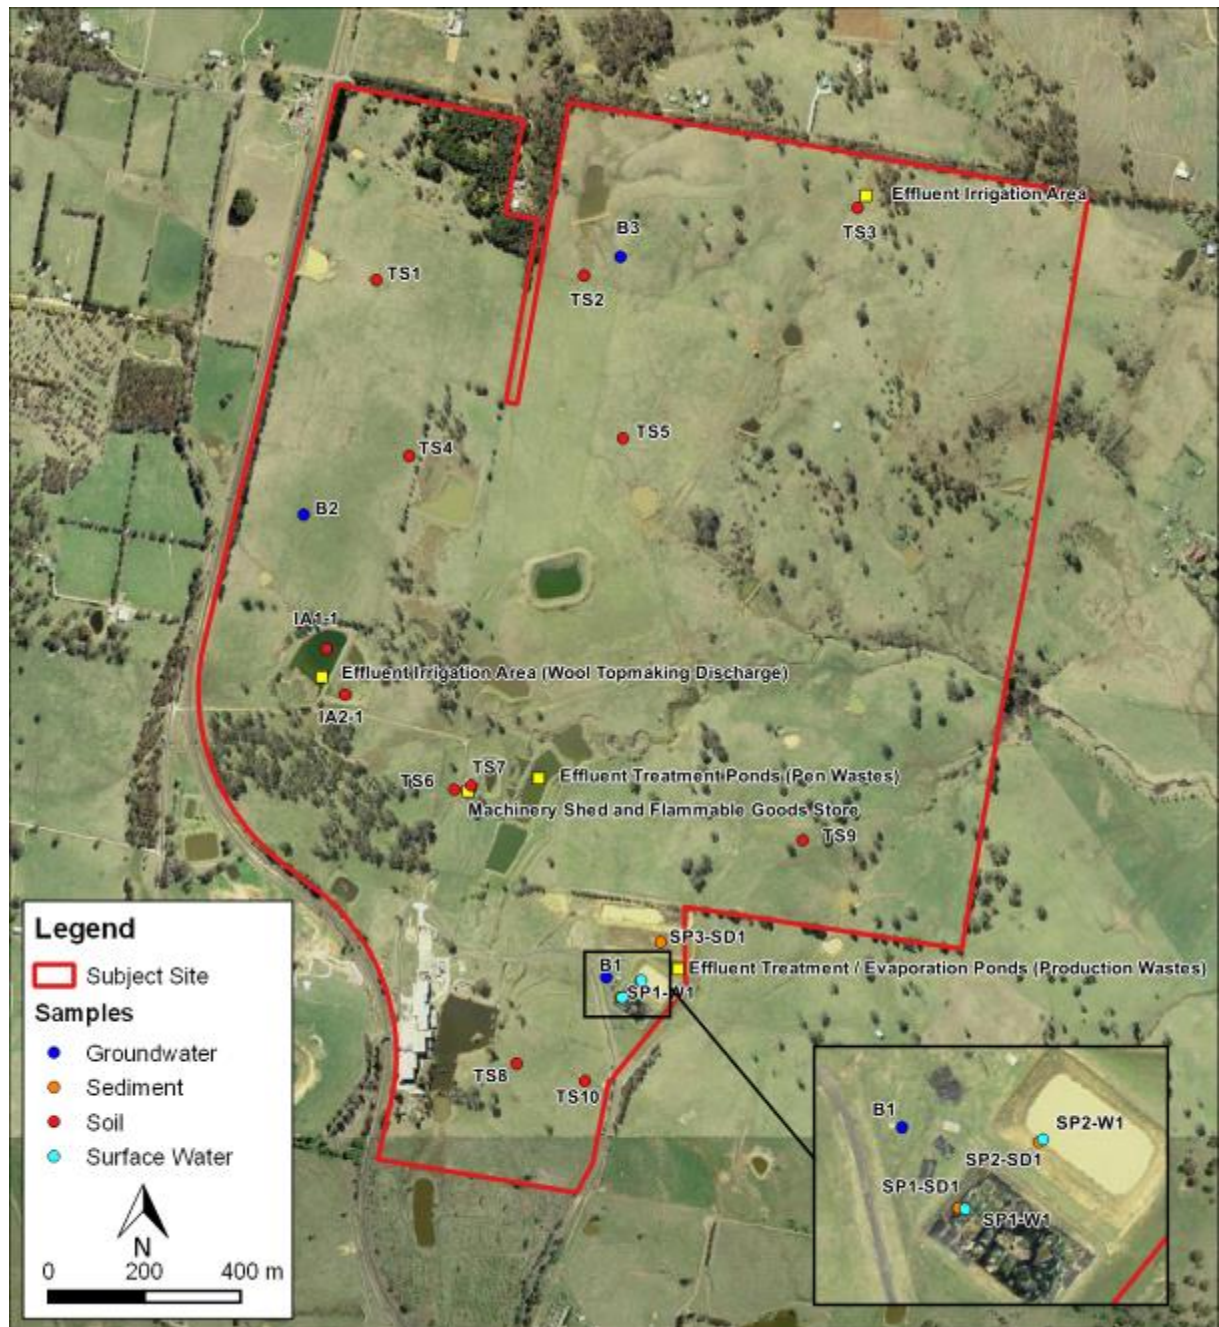 Effluent Irrigation Area
TS3
B3
TS1
TS2
TS5
TS4
B2
IA1-1
Effluent Irrigation Area (Wool Topmaking Discharge)
IA2-1
TS7
TS6
Effluent Treatment Ponds (Pen Wastes)
Machinery Shed and Flammable Goods Store
TS9
SP3-SD1
B1
Effluent Treatment / Evaporation Ponds (Production Wastes)
SP1-W1
TS8
TS10
Legend
Subject Site
Samples
Groundwater
Sediment
Soil
Surface Water
N
0 200 400 m
B1
SP2-W1
SP2-SD1
SP1-SD1
SP1-W1